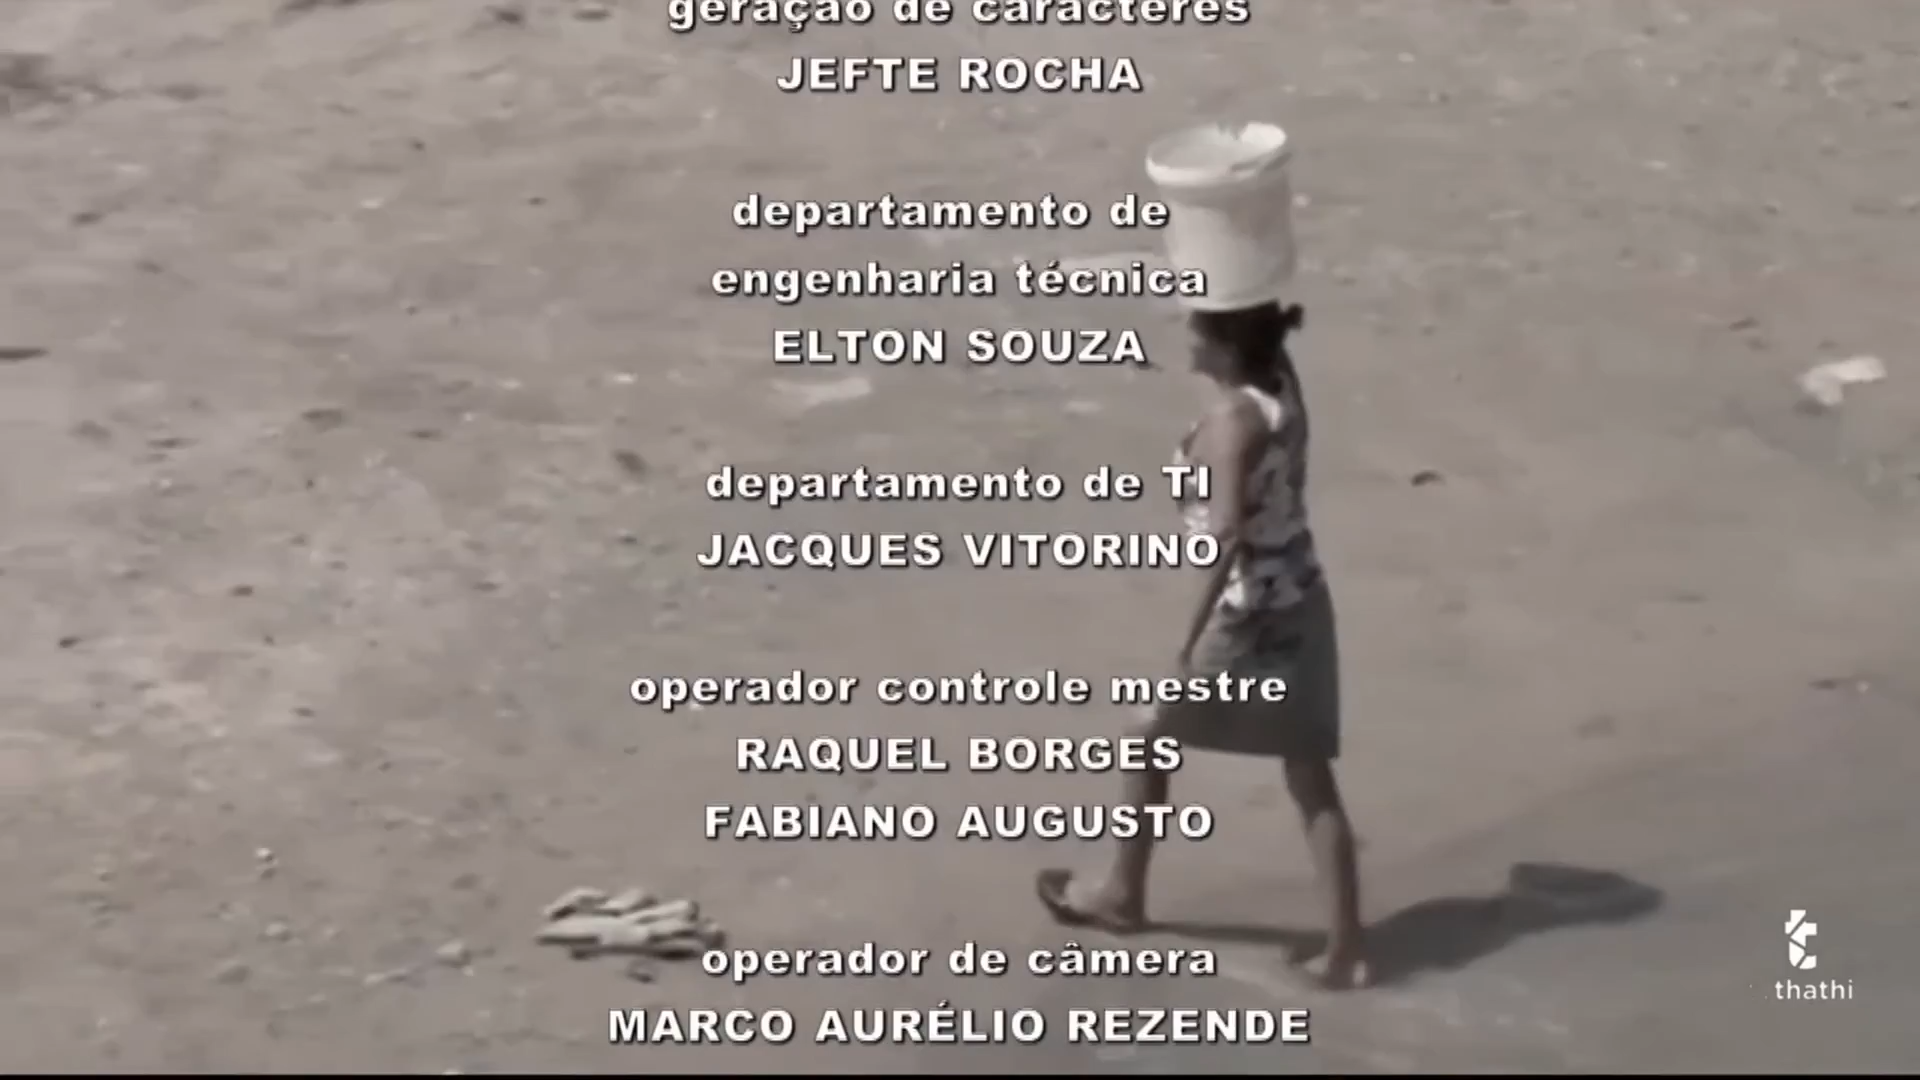 geração de caracteres
JEFTE ROCHA
departamento de
engenharia técnica
ELTON SOUZA
departamento de TI
JACQUES VITORINO
operador controle mestre
RAQUEL BORGES
FABIANO AUGUSTO
operador de câmera
MARCO AURÉLIO REZENDE
thathi